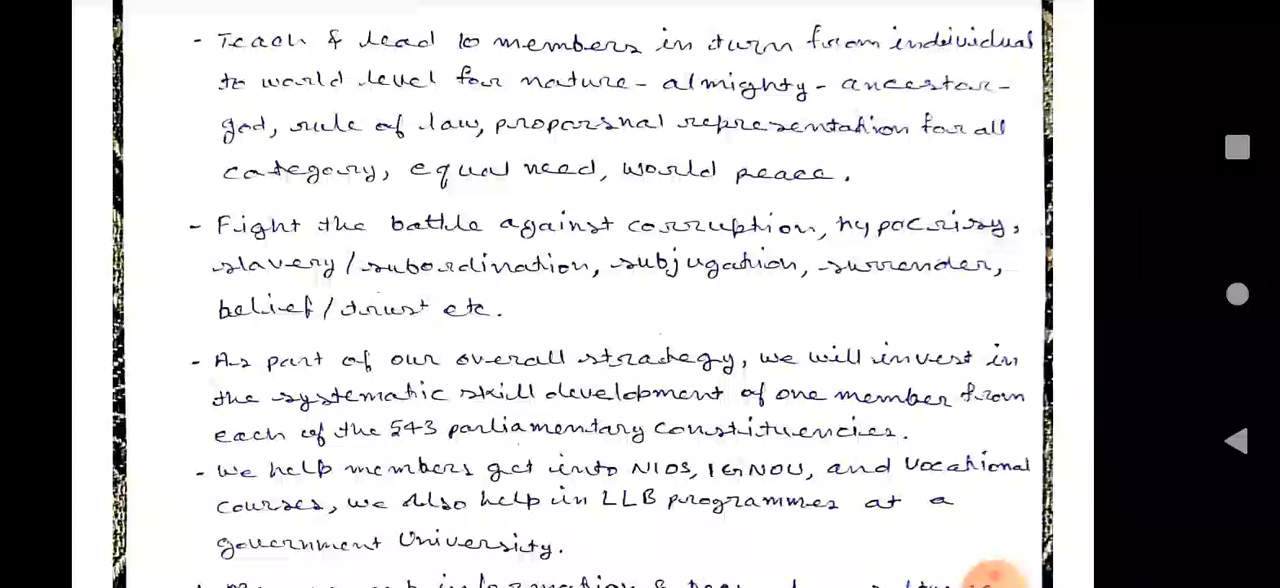 - Teach & lead 10 members in turn from individual
to world level for nature - almighty - ancestor -
god, rule of law, proporsnal representation for all
category, equal need, world peace.
- Fight the battle against corruption, hypocrisy,
slavery/subordination, subjugation, surrender,
belief/trust etc.
- As part of our overall strategy, we will invest in
the systematic skill development of one member from
each of the 543 parliamentary constituencies.
- We help members get into NIOS, IGNOU, and vocational
courses, we also help in LLB programmes at a
government University.